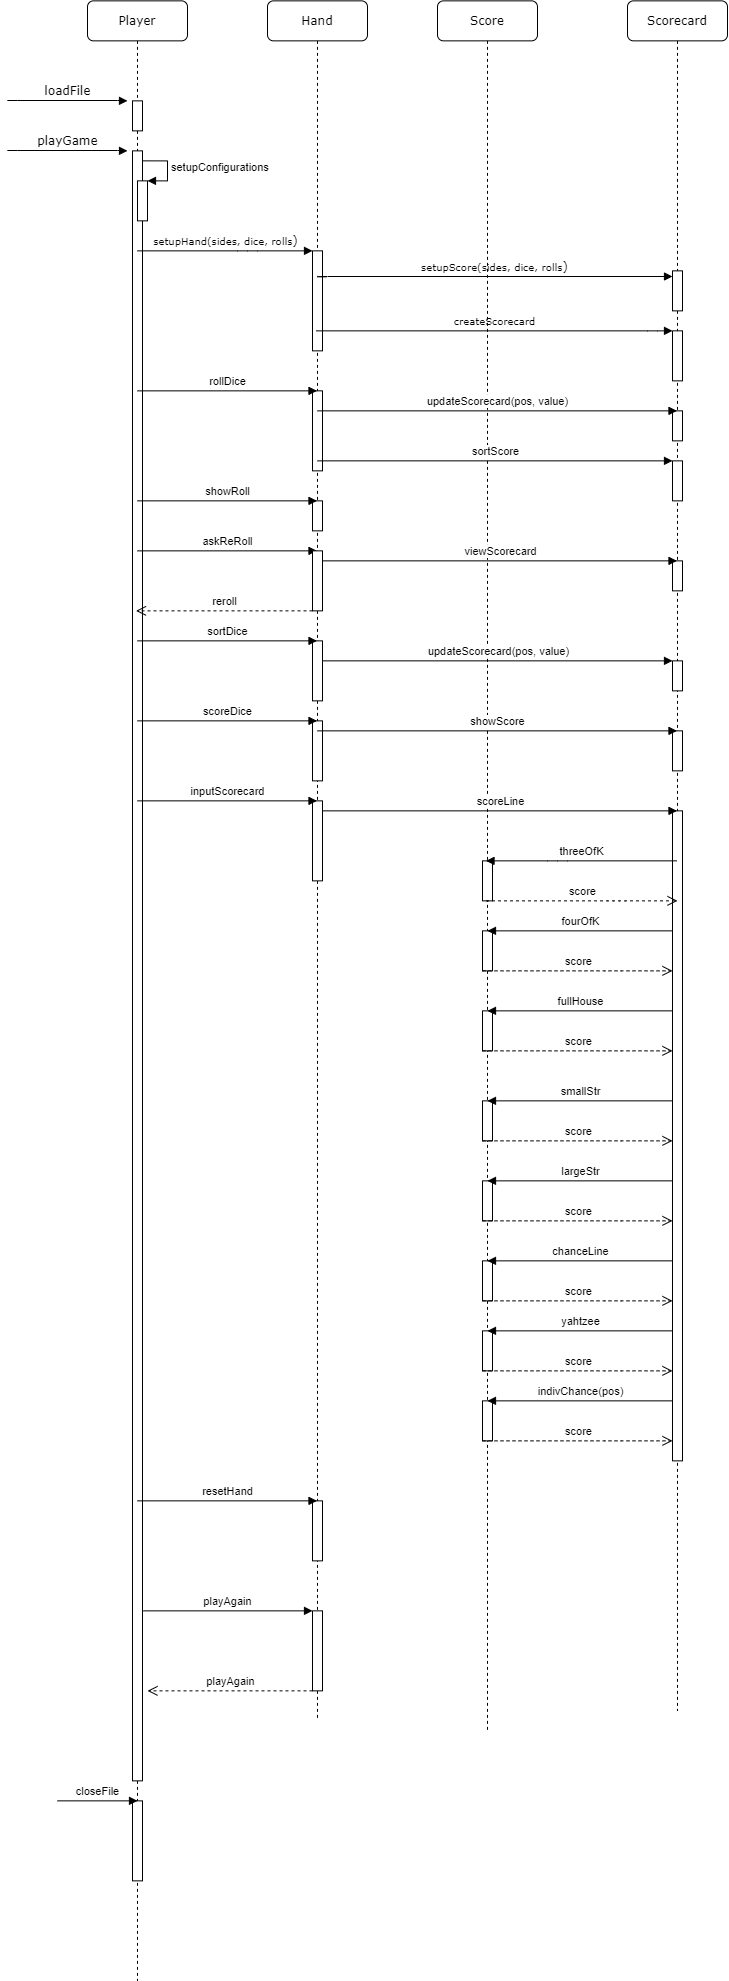 Player
Hand
Score
Scorecard
loadFile
playGame
setupConfigurations
setupHand(sides, dice, rolls)
setupScore(sides, dice, rolls)
createScorecard
rollDice
updateScorecard(pos, value)
sortScore
showRoll
askReRoll
viewScorecard
reroll
sortDice
updateScorecard(pos, value)
scoreDice
showScore
inputScorecard
scoreLine
threeOfK
score
fourOfK
score
fullHouse
score
smallStr
score
largeStr
score
chanceLine
score
yahtzee
score
indivChance(pos)
score
resetHand
playAgain
playAgain
closeFile